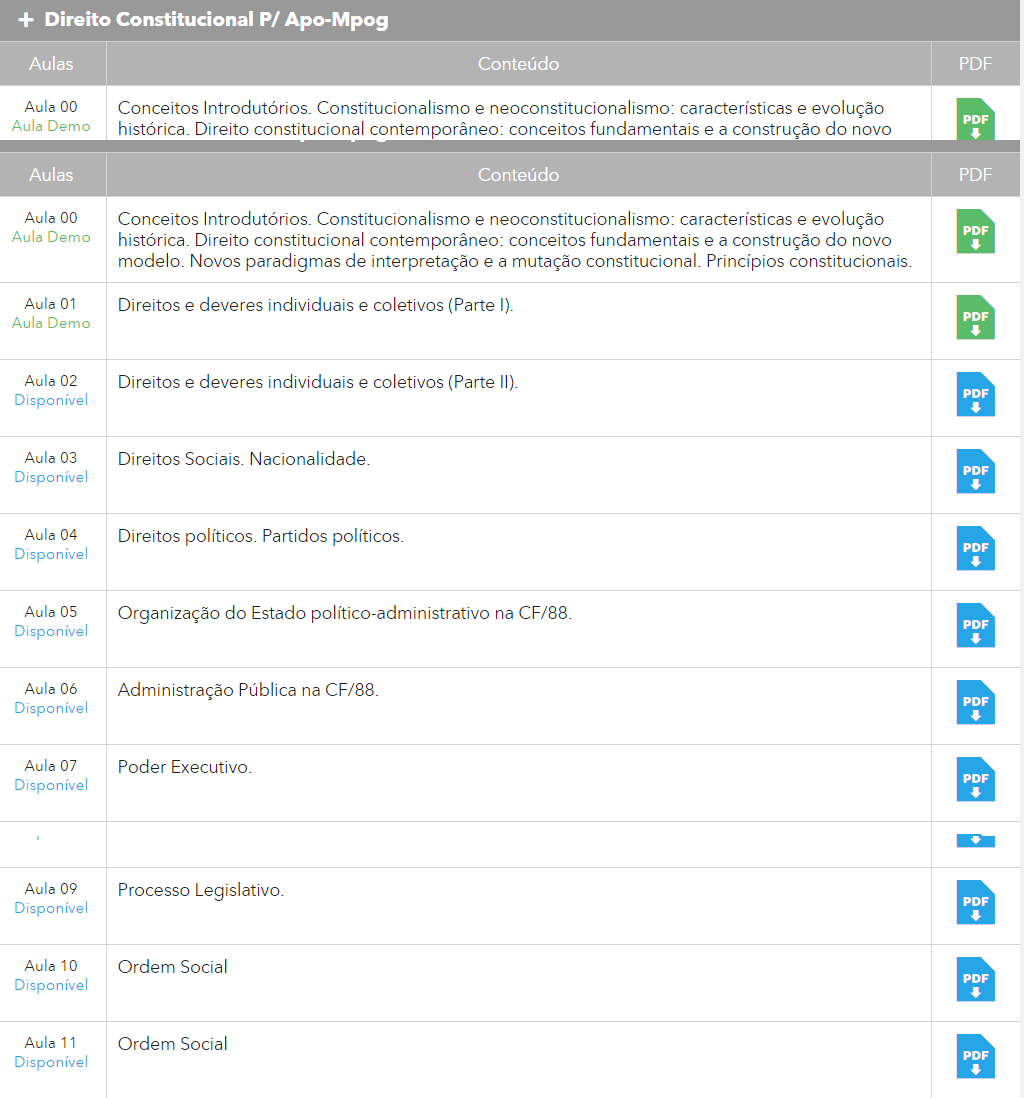 + Direito Constitucional P/ Apo-Mpog
Aulas Conteúdo PDF
Aula 00 Conceitos Introdutórios. Constitucionalismo e neoconstitucionalismo: características e evolução
Aula Demo histórica. Direito constitucional contemporâneo: conceitos fundamentais e a construção do novo PDF
Aulas Conteúdo PDF
Aula 00 Conceitos Introdutórios. Constitucionalismo e neoconstitucionalismo: características e evolução
Aula Demo histórica. Direito constitucional contemporâneo: conceitos fundamentais e a construção do novo PDF
modelo. Novos paradigmas de interpretação e a mutação constitucional. Princípios constitucionais.
Aula 01 Direitos e deveres individuais e coletivos (Parte I).
Aula Demo PDF
Aula 02 Direitos e deveres individuais e coletivos (Parte II).
Disponível PDF
Aula 03 Direitos Sociais. Nacionalidade.
Disponível PDF
Aula 04 Direitos políticos. Partidos políticos.
Disponível PDF
Aula 05 Organização do Estado político-administrativo na CF/88.
Disponível PDF
Aula 06 Administração Pública na CF/88.
Disponível PDF
Aula 07 Poder Executivo.
Disponível PDF
Aula 09 Processo Legislativo.
Disponível PDF
Aula 10 Ordem Social
Disponível PDF
Aula 11 Ordem Social
Disponível PDF